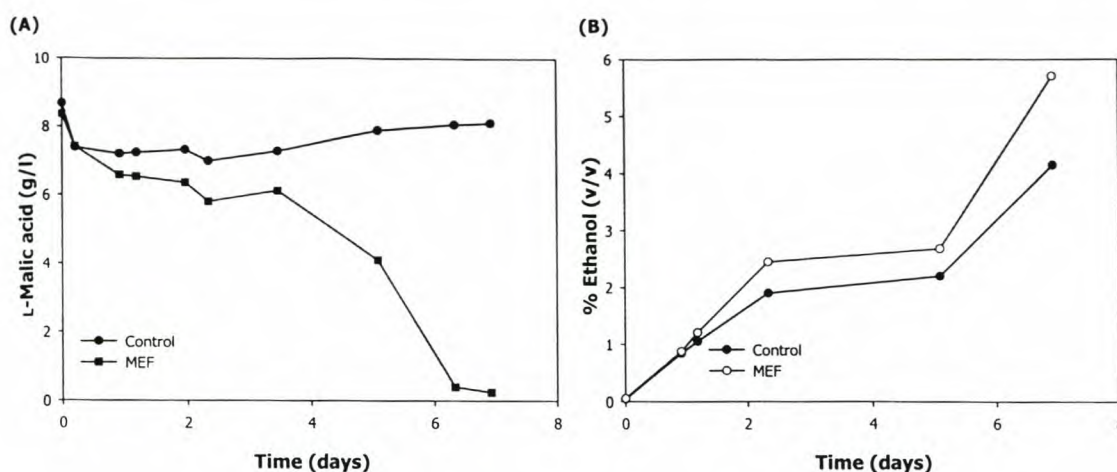 (A)
10
8
6
4
2
0
L-Malic acid (g/l)
Control
MEF
0 2 4 6 8
Time (days)
(B)
6
5
4
3
2
1
0
% Ethanol (v/v)
Control
MEF
0 2 4 6 8
Time (days)